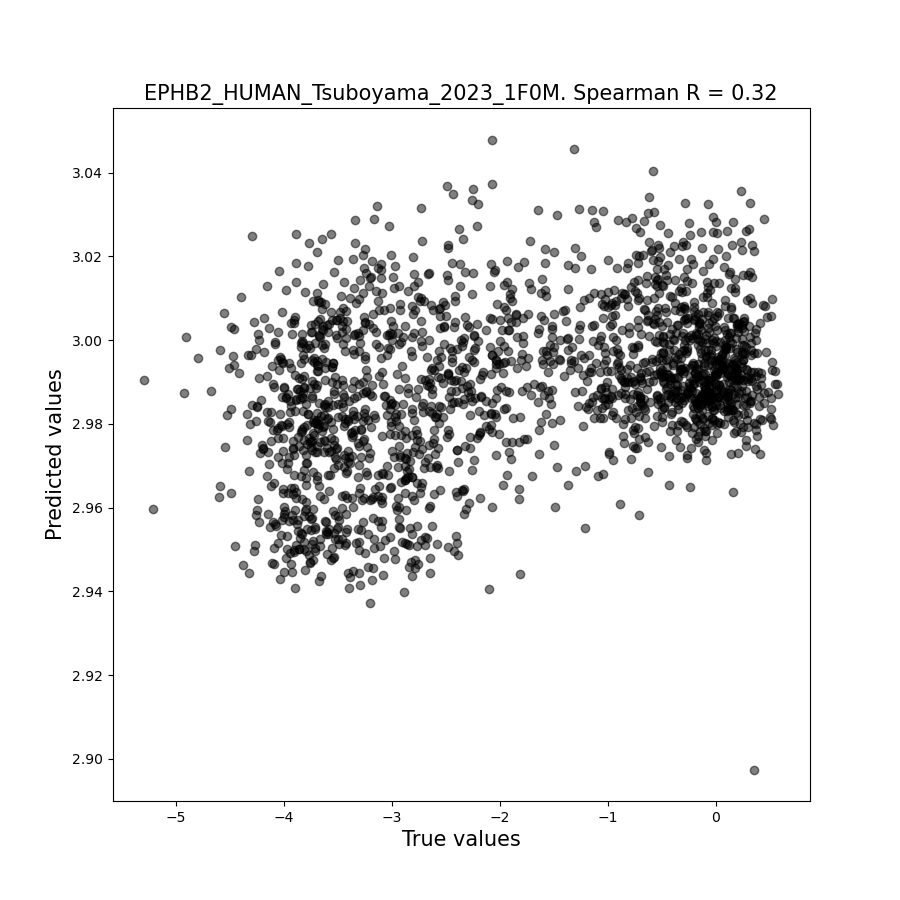 EPHB2_HUMAN_Tsuboyama_2023_1F0M. Spearman R = 0.32
3.04
3.02
3.00
2.98
2.96
2.94
2.92
2.90
Predicted values
−5 −4 −3 −2 −1 0
True values